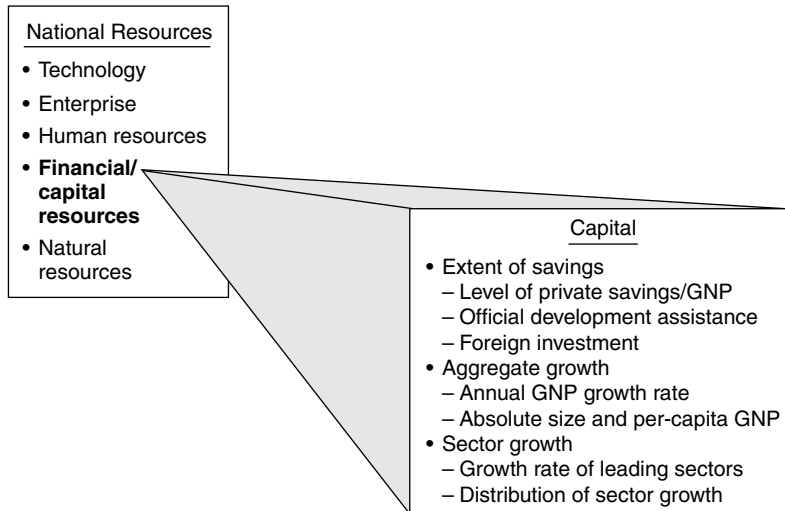 National Resources
• Technology
• Enterprise
• Human resources
• Financial/
capital
resources
• Natural
resources
Capital
• Extent of savings
– Level of private savings/GNP
– Official development assistance
– Foreign investment
• Aggregate growth
– Annual GNP growth rate
– Absolute size and per-capita GNP
• Sector growth
– Growth rate of leading sectors
– Distribution of sector growth